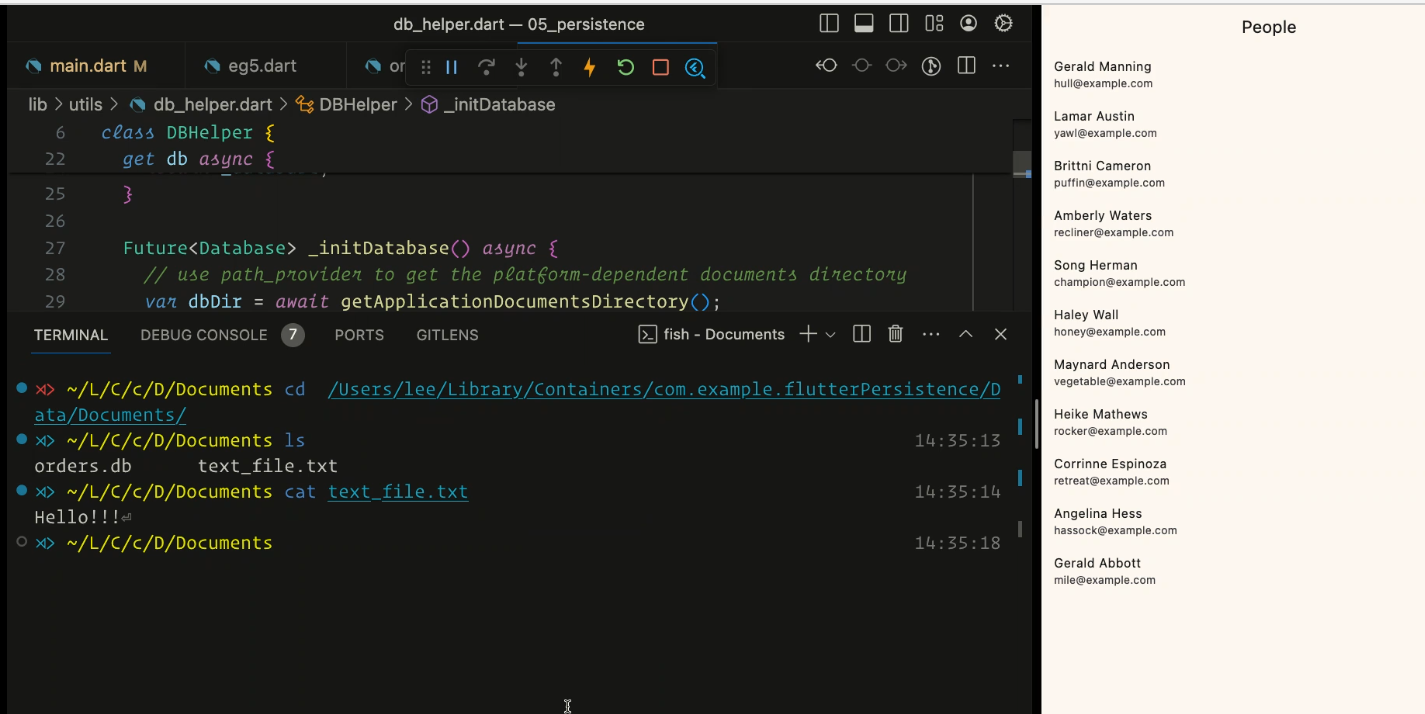 db_helper.dart — 05_persistence
main.dart M
eg5.dart
or
lib > utils > db_helper.dart > DBHelper > _initDatabase
6 class DBHelper {
22 get db async {
25 }
26
27 Future<Database> _initDatabase() async {
28 // use path_provider to get the platform-dependent documents directory
29 var dbDir = await getApplicationDocumentsDirectory();
TERMINAL DEBUG CONSOLE 7 PORTS GITLENS fish - Documents
~/L/C/c/D/Documents cd /Users/lee/Library/Containers/com.example.flutterPersistence/D
ata/Documents/
~/L/C/c/D/Documents ls 14:35:13
orders.db text_file.txt
~/L/C/c/D/Documents cat text_file.txt 14:35:14
Hello!!!⏎
~/L/C/c/D/Documents 14:35:18
People
Gerald Manning
hull@example.com
Lamar Austin
yawl@example.com
Brittni Cameron
puffin@example.com
Amberly Waters
recliner@example.com
Song Herman
champion@example.com
Haley Wall
honey@example.com
Maynard Anderson
vegetable@example.com
Heike Mathews
rocker@example.com
Corrinne Espinoza
retreat@example.com
Angelina Hess
hassock@example.com
Gerald Abbott
mile@example.com